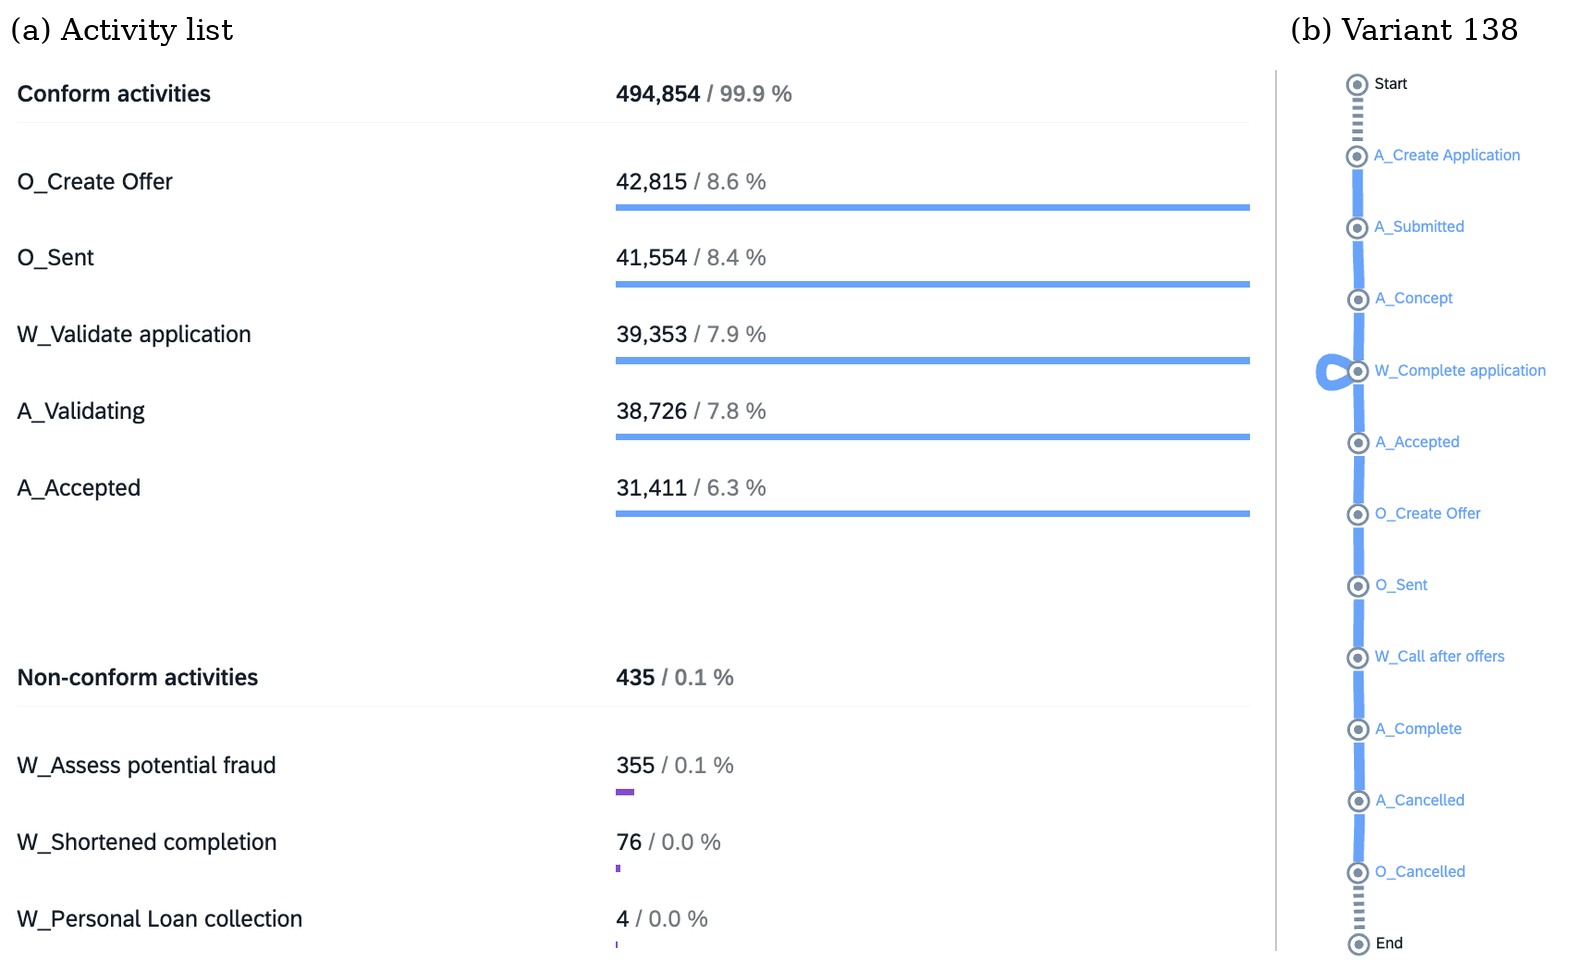 (a) Activity list
Conform activities 494,854 / 99.9 %
O_Create Offer 42,815 / 8.6 %
O_Sent 41,554 / 8.4 %
W_Validate application 39,353 / 7.9 %
A_Validating 38,726 / 7.8 %
A_Accepted 31,411 / 6.3 %
Non-conform activities 435 / 0.1 %
W_Assess potential fraud 355 / 0.1 %
W_Shortened completion 76 / 0.0 %
W_Personal Loan collection 4 / 0.0 %
(b) Variant 138
Start
A_Create Application
A_Submitted
A_Concept
W_Complete application
A_Accepted
O_Create Offer
O_Sent
W_Call after offers
A_Complete
A_Cancelled
O_Cancelled
End